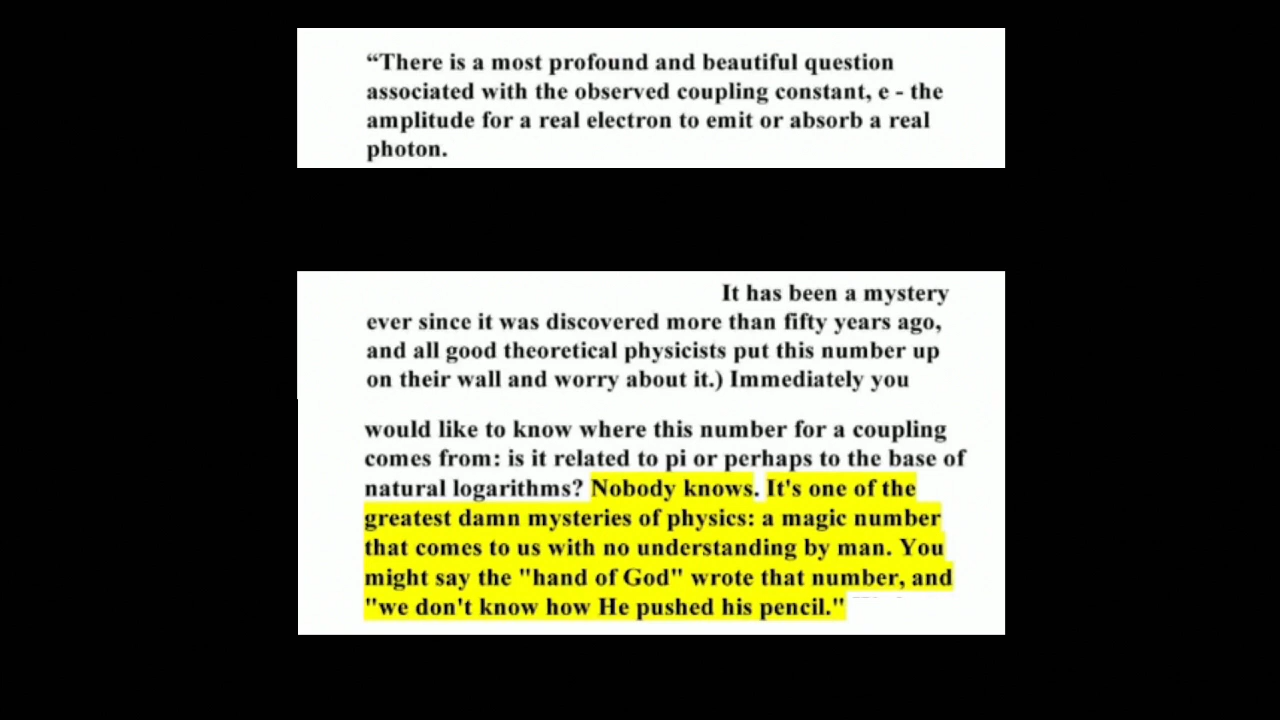 “There is a most profound and beautiful question
associated with the observed coupling constant, e - the
amplitude for a real electron to emit or absorb a real
photon.
It has been a mystery
ever since it was discovered more than fifty years ago,
and all good theoretical physicists put this number up
on their wall and worry about it.) Immediately you
would like to know where this number for a coupling
comes from: is it related to pi or perhaps to the base of
natural logarithms? Nobody knows. It's one of the
greatest damn mysteries of physics: a magic number
that comes to us with no understanding by man. You
might say the "hand of God" wrote that number, and
"we don't know how He pushed his pencil."